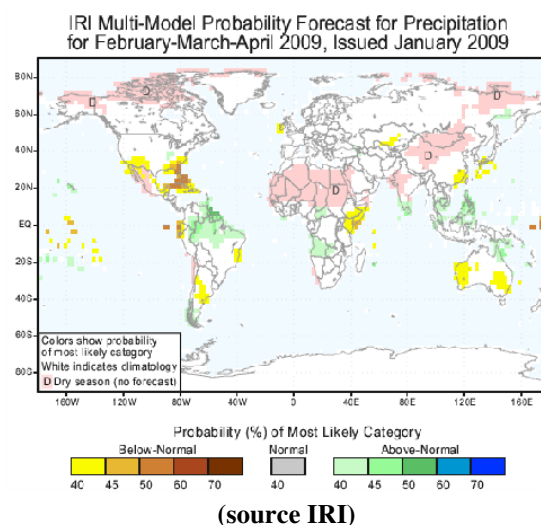 IRI Multi-Model Probability Forecast for Precipitation
for February-March-April 2009, Issued January 2009
80N
60N
40N
20N
EQ
20S
40S
60S
80S
D
D
D
D
D
Colors show probability
of most likely category
White indicates climatology
D Dry season (no forecast)
160W 120W 80W 40W 0 40E 80E 120E 160E
Probability (%) of Most Likely Category
Below-Normal Normal Above-Normal
40 45 50 60 70 40 40 45 50 60 70
(source IRI)